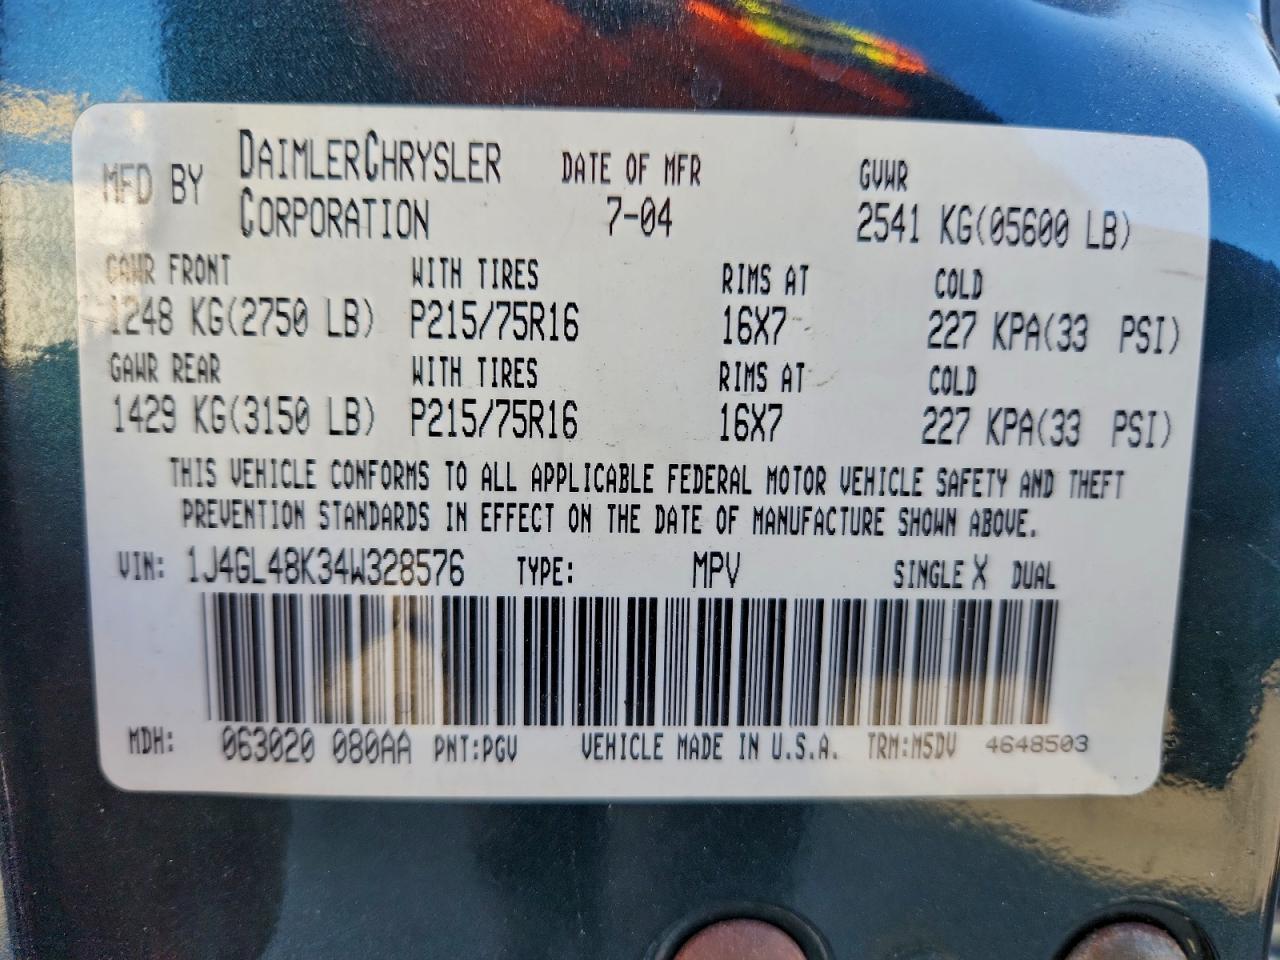 MFD BY DAIMLERCHRYSLER CORPORATION DATE OF MFR 7-04 GVWR 2541 KG(05600 LB)
GAWR FRONT WITH TIRES RIMS AT COLD
1248 KG(2750 LB) P215/75R16 16X7 227 KPA(33 PSI)
GAWR REAR WITH TIRES RIMS AT COLD
1429 KG(3150 LB) P215/75R16 16X7 227 KPA(33 PSI)
THIS VEHICLE CONFORMS TO ALL APPLICABLE FEDERAL MOTOR VEHICLE SAFETY AND THEFT
PREVENTION STANDARDS IN EFFECT ON THE DATE OF MANUFACTURE SHOWN ABOVE.
VIN: 1J4GL48K34W328576 TYPE: MPV SINGLE X DUAL
MDH: 063020 080AA PNT:PGV VEHICLE MADE IN U.S.A. TRM:M5DV 4648503